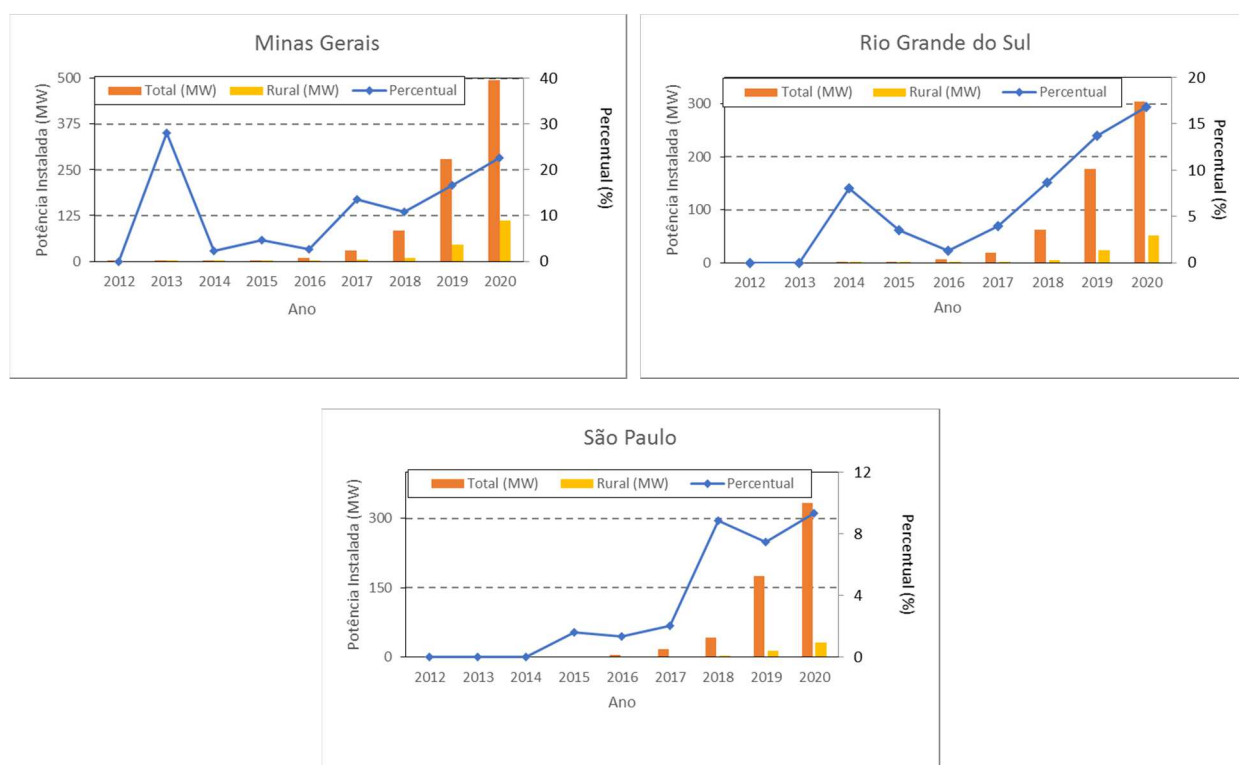 Minas Gerais
Total (MW) Rural (MW) Percentual
Potência Instalada (MW)
500
375
250
125
0
40
30
20
10
0
Percentual (%)
2012 2013 2014 2015 2016 2017 2018 2019 2020
Ano
Rio Grande do Sul
Total (MW) Rural (MW) Percentual
Potência Instalada (MW)
300
200
100
0
20
15
10
5
0
Percentual (%)
2012 2013 2014 2015 2016 2017 2018 2019 2020
Ano
São Paulo
Total (MW) Rural (MW) Percentual
Potência Instalada (MW)
300
150
0
12
8
4
0
Percentual (%)
2012 2013 2014 2015 2016 2017 2018 2019 2020
Ano